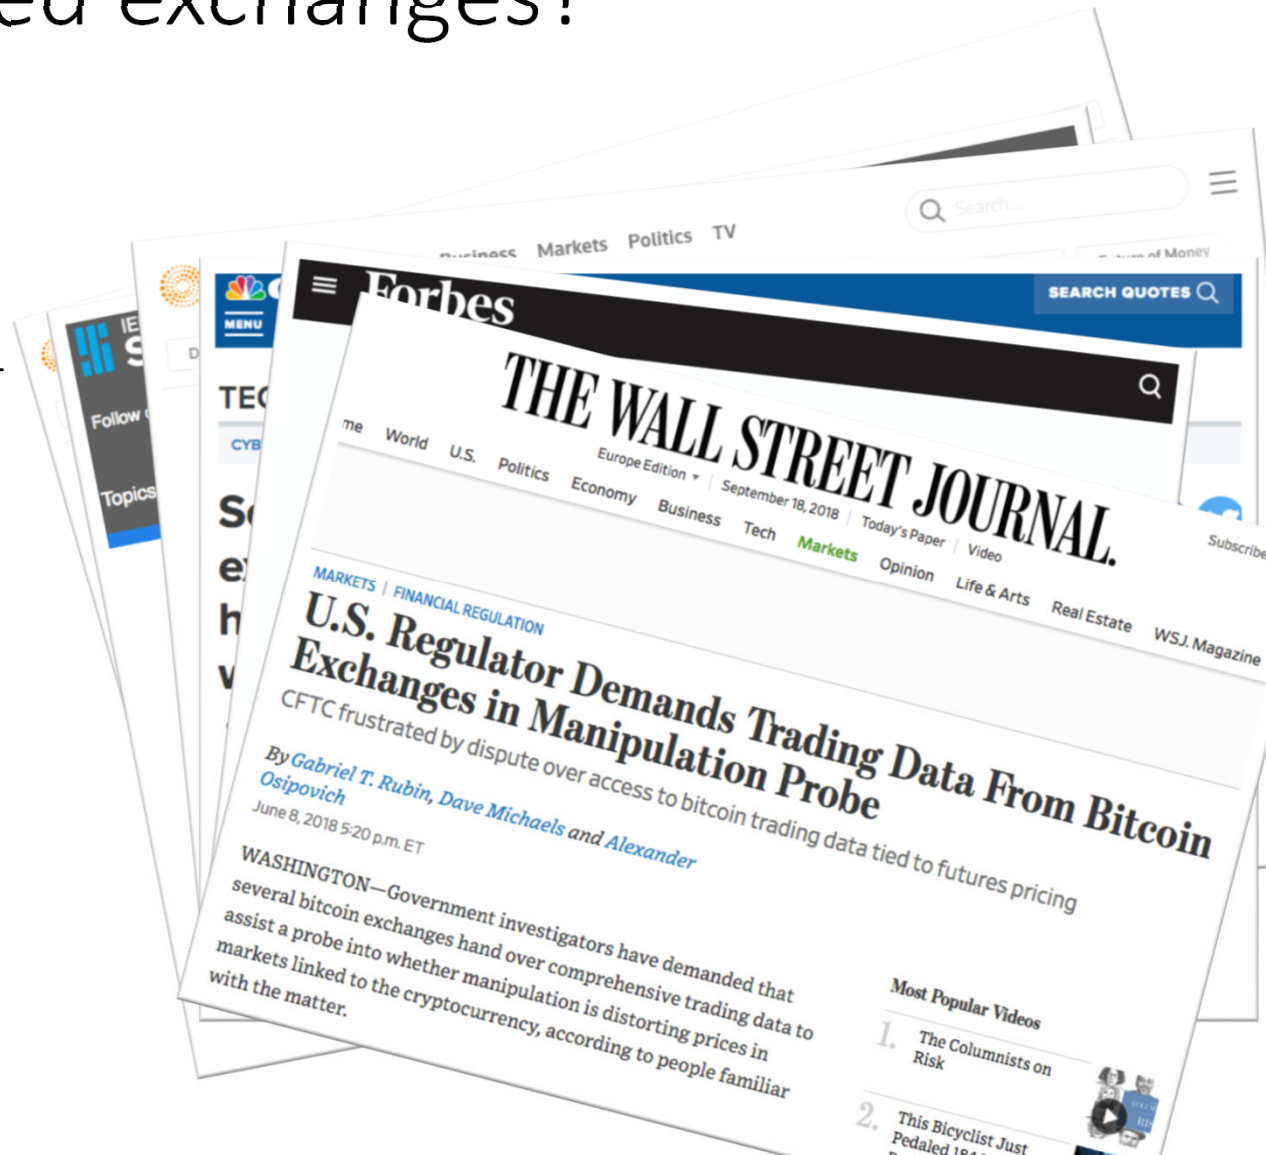 exchanges?
Business Markets Politics TV
Search...
Future of Money
MENU
SEARCH QUOTES
Forbes
Follow
Topics
THE WALL STREET JOURNAL.
Europe Edition September 18, 2018 Today's Paper Video
Subscribe
World U.S. Politics Economy Business Tech Markets Opinion Life & Arts Real Estate WSJ. Magazine
MARKETS | FINANCIAL REGULATION
U.S. Regulator Demands Trading Data From Bitcoin
Exchanges in Manipulation Probe
CFTC frustrated by dispute over access to bitcoin trading data tied to futures pricing
By Gabriel T. Rubin, Dave Michaels and Alexander
Osipovich
June 8, 2018 5:20 p.m. ET
WASHINGTON—Government investigators have demanded that
several bitcoin exchanges hand over comprehensive trading data to
assist a probe into whether manipulation is distorting prices in
markets linked to the cryptocurrency, according to people familiar
with the matter.
Most Popular Videos
1. The Columnists on
Risk
2. This Bicyclist Just
Pedaled